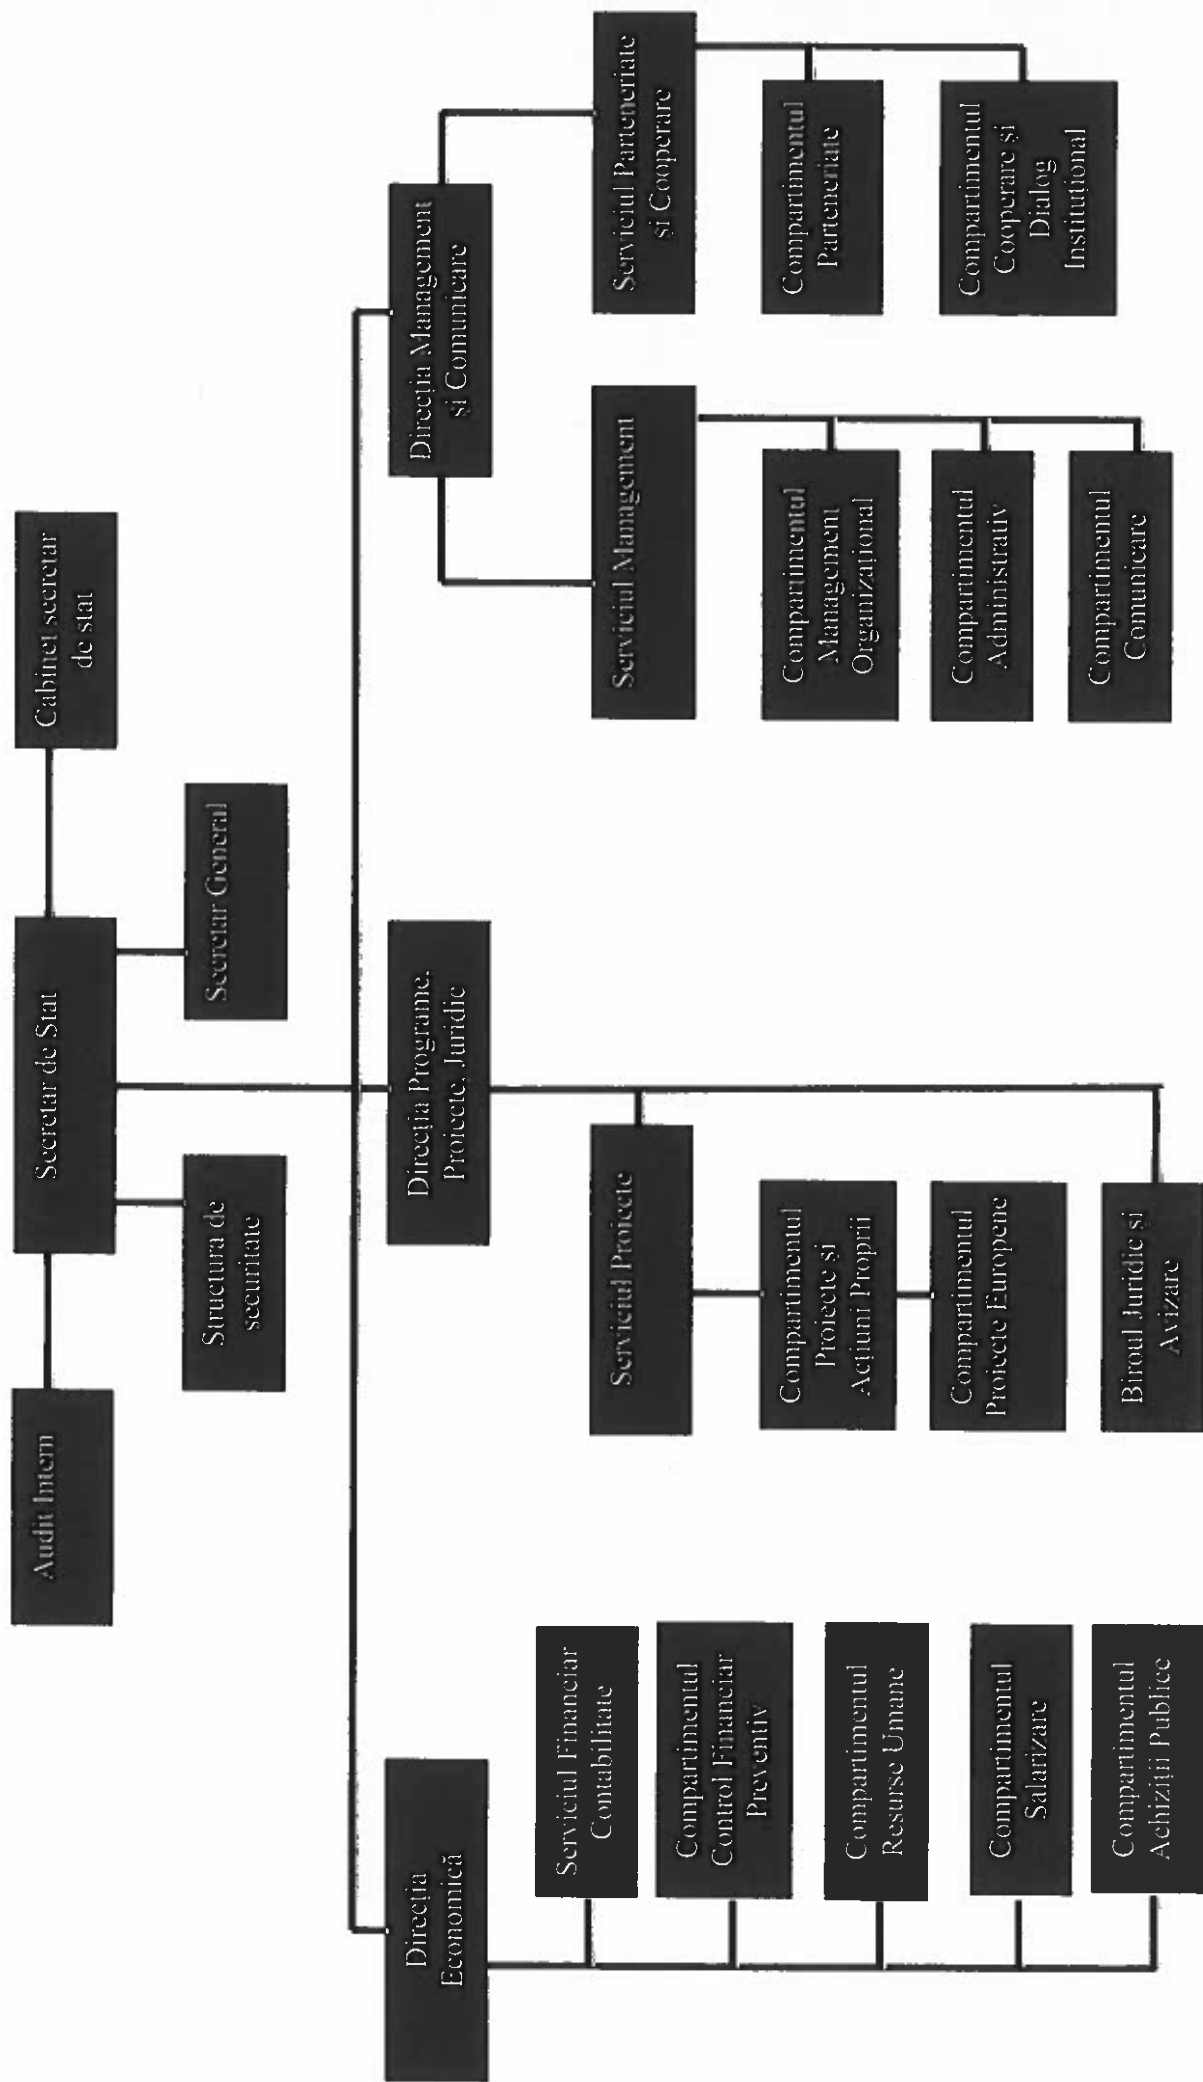 Audit Intern
Secretar de Stat
Cabinet secretar
de stat
Structura de
securitate
Secretar General
Direcția
Economică
Direcția Programe,
Proiecte, Juridic
Direcția Management
și Comunicare
Serviciul Financiar
Contabilitate
Compartimentul
Control Financiar
Preventiv
Compartimentul
Resurse Umane
Compartimentul
Salarizare
Compartimentul
Achiziții Publice
Serviciul Proiecte
Compartimentul
Proiecte și
Acțiuni Proprii
Compartimentul
Proiecte Europene
Biroul Juridic și
Avizare
Serviciul Management
Compartimentul
Management
Organizațional
Compartimentul
Administrativ
Compartimentul
Comunicare
Serviciul Parteneriate
și Cooperare
Compartimentul
Parteneriate
Compartimentul
Cooperare și
Dialog
Instituțional